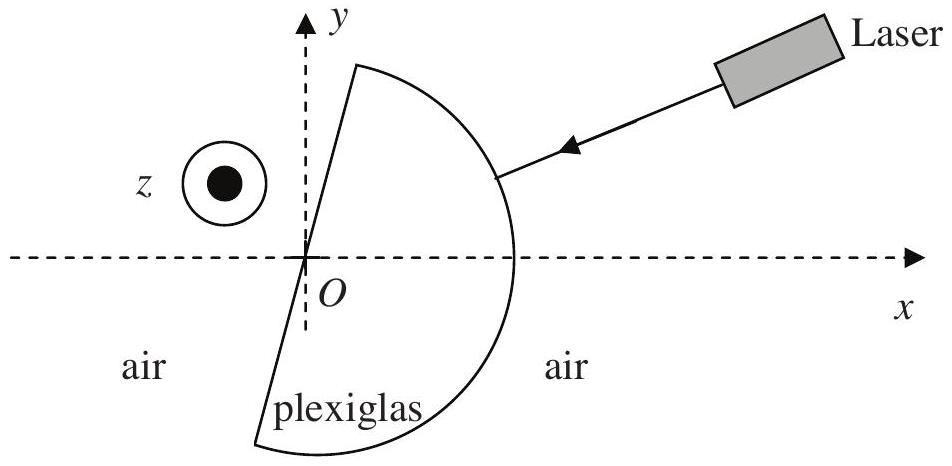 y
Laser
z
O
x
air
air
plexiglas